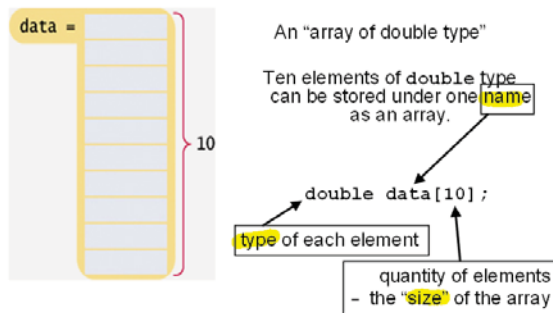 data =
10
An “array of double type”
Ten elements of double type
can be stored under one name
as an array.
double data[10];
type of each element
quantity of elements
– the “size” of the array